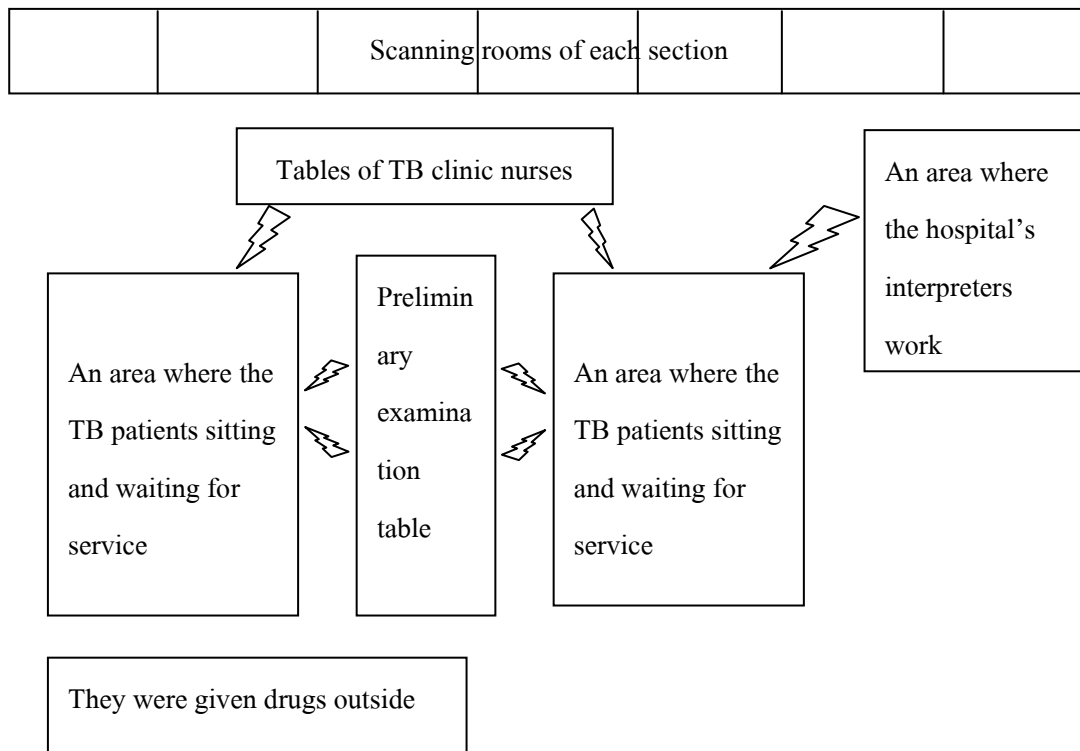 Scanning rooms of each section
Tables of TB clinic nurses
An area where
the hospital’s
interpreters
work
An area where the
TB patients sitting
and waiting for
service
Prelimin
ary
examina
tion
table
An area where the
TB patients sitting
and waiting for
service
They were given drugs outside